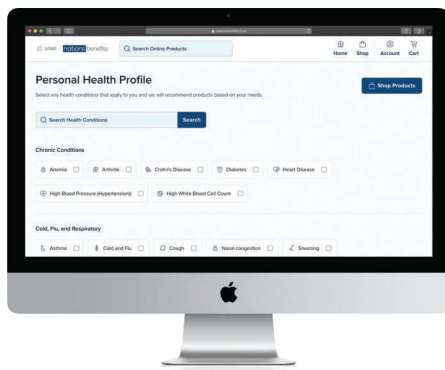 LOGO nations benefits Search Online Products Home Shop Account Cart
Personal Health Profile
Select any health conditions that apply to you and we will recommend products based on your needs.
Shop Products
Search Health Conditions Search
Chronic Conditions
Anemia Arthritis Crohn's Disease Diabetes Heart Disease
High Blood Pressure (Hypertension) High White Blood Cell Count
Cold, Flu, and Respiratory
Asthma Cold and Flu Cough Nasal congestion Sneezing